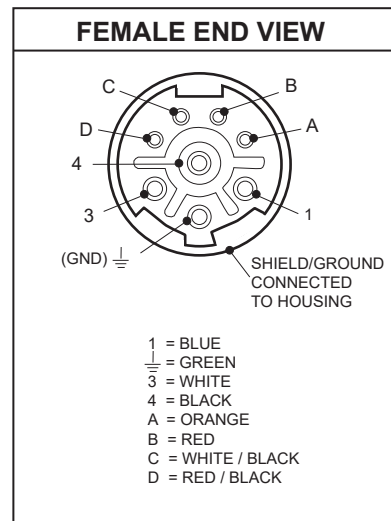 FEMALE END VIEW
C
B
D
A
4
3
1
(GND) ⏚
SHIELD/GROUND
CONNECTED
TO HOUSING
1 = BLUE
⏚ = GREEN
3 = WHITE
4 = BLACK
A = ORANGE
B = RED
C = WHITE / BLACK
D = RED / BLACK